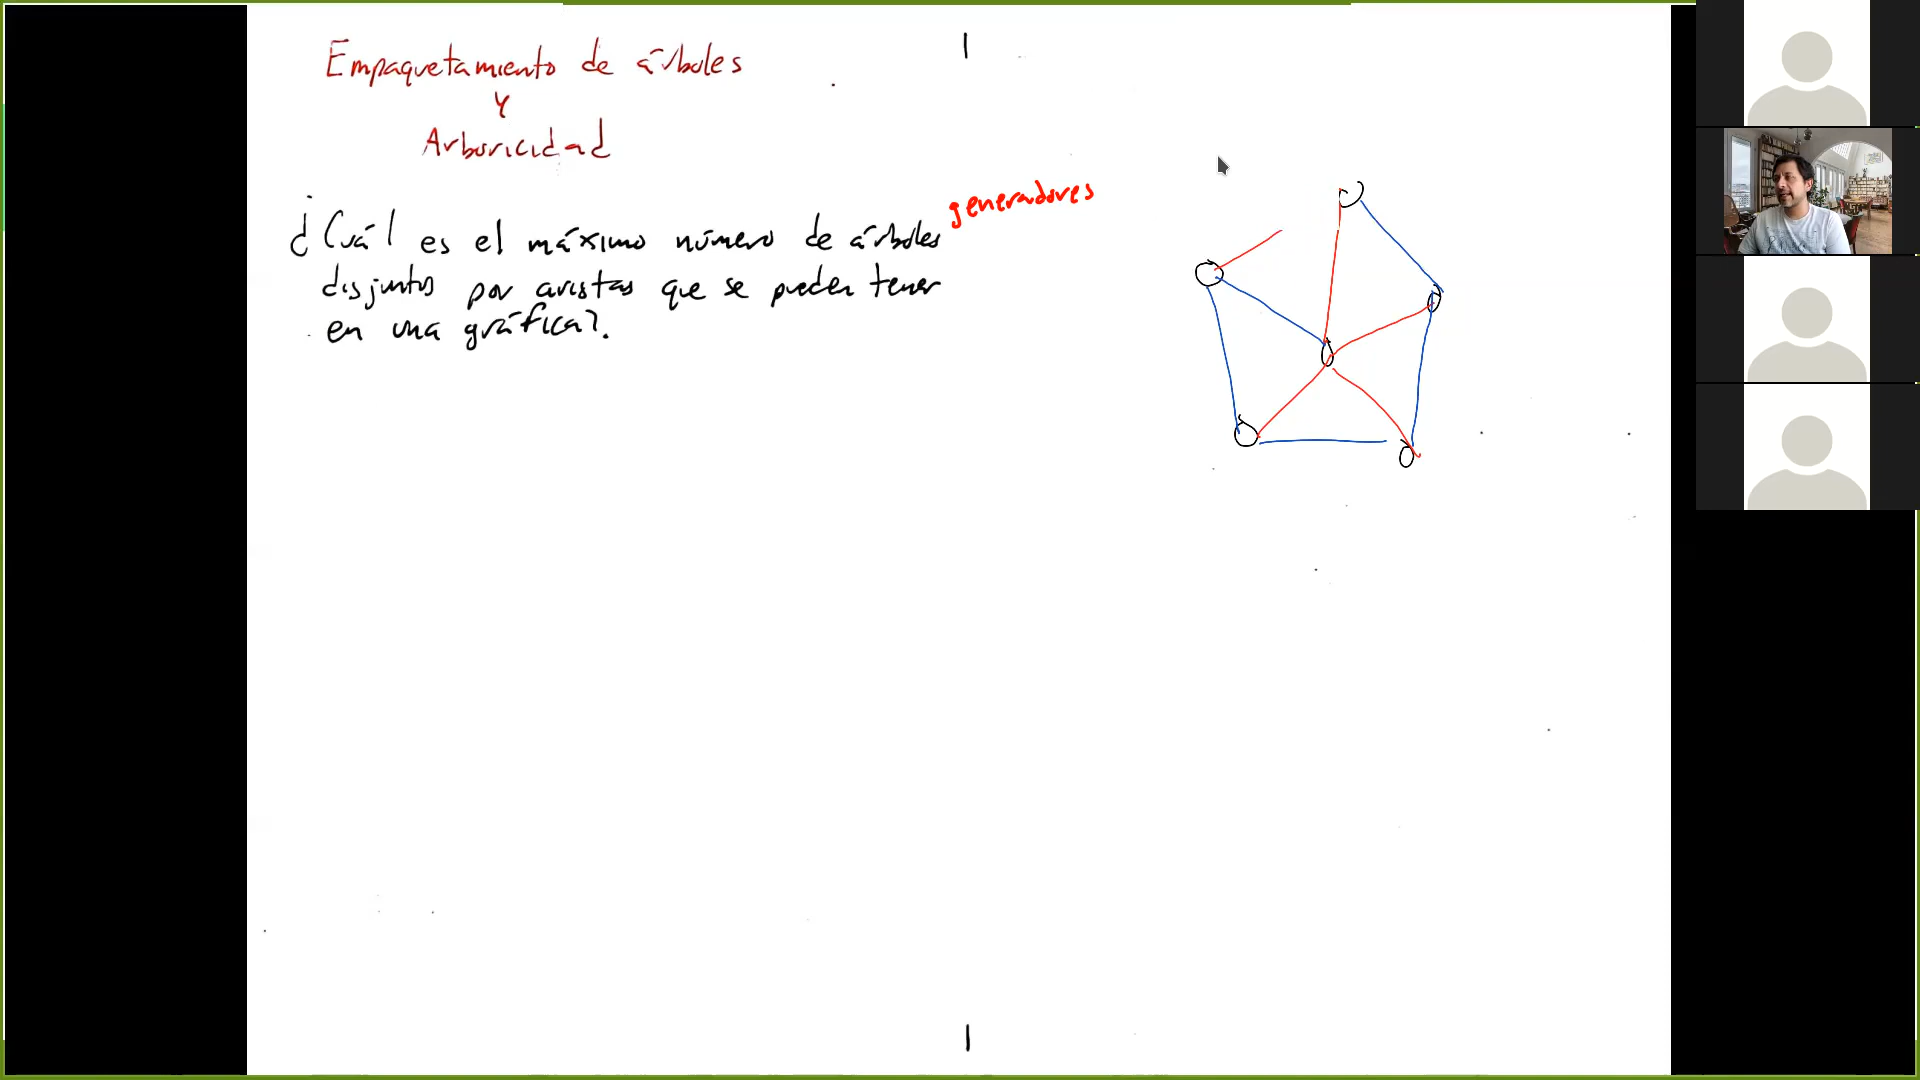 Empaquetamiento de árboles
y
Arboricidad
generadores
¿Cuál es el máximo número de árboles
disjuntos por aristas que se pueden tener
en una gráfica?.